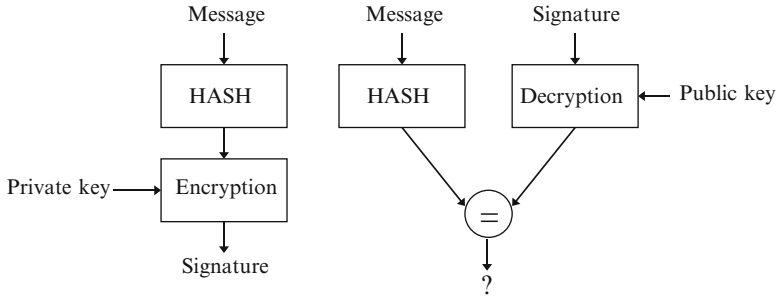 Message
HASH
Private key
Encryption
Signature
Message
Signature
HASH
Decryption
Public key
=
?